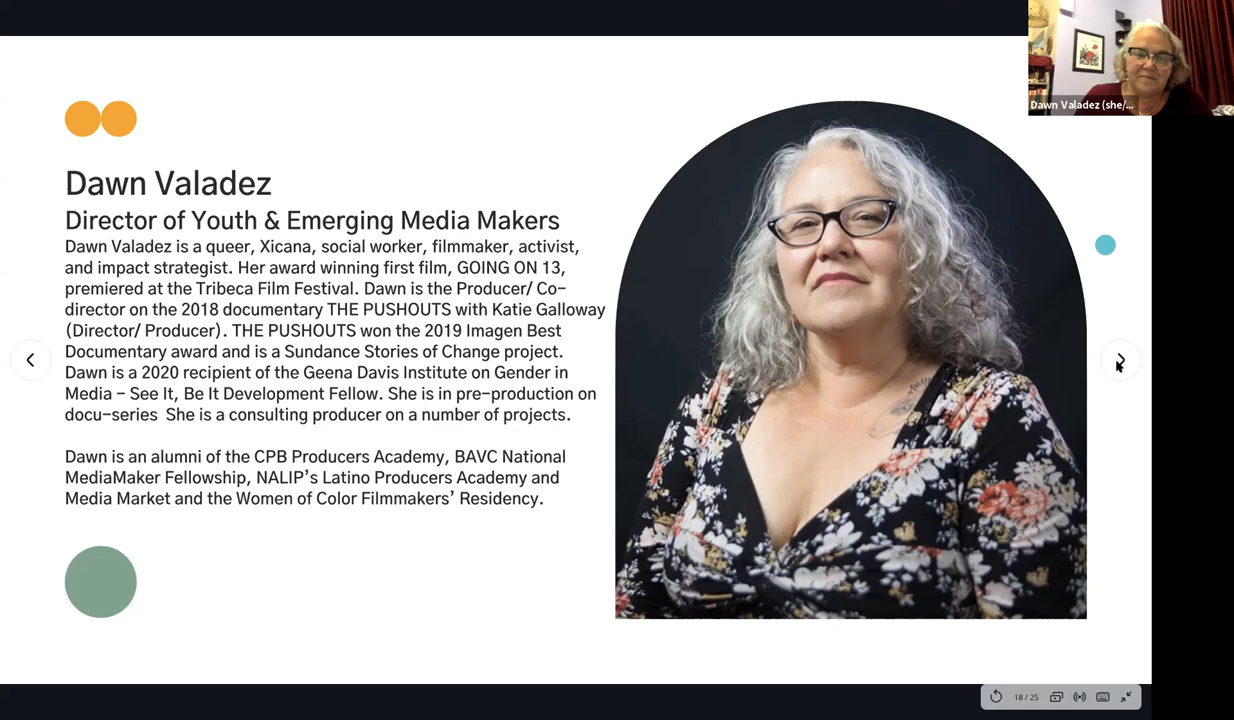 Dawn Valadez (she/...
Dawn Valadez
Director of Youth & Emerging Media Makers
Dawn Valadez is a queer, Xicana, social worker, filmmaker, activist,
and impact strategist. Her award winning first film, GOING ON 13,
premiered at the Tribeca Film Festival. Dawn is the Producer/ Co-
director on the 2018 documentary THE PUSHOUTS with Katie Galloway
(Director/ Producer). THE PUSHOUTS won the 2019 Imagen Best
Documentary award and is a Sundance Stories of Change project.
Dawn is a 2020 recipient of the Geena Davis Institute on Gender in
Media – See It, Be It Development Fellow. She is in pre-production on
docu-series  She is a consulting producer on a number of projects.
Dawn is an alumni of the CPB Producers Academy, BAVC National
MediaMaker Fellowship, NALIP’s Latino Producers Academy and
Media Market and the Women of Color Filmmakers’ Residency.
18 / 25